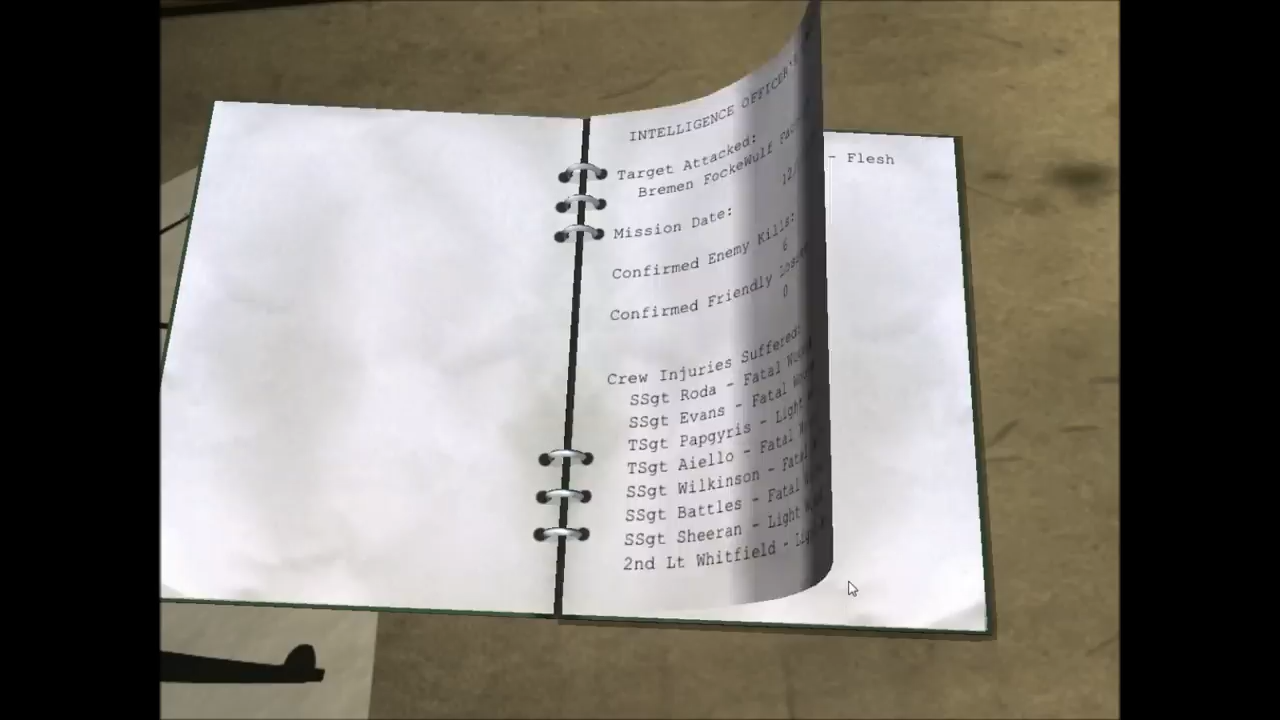 INTELLIGENCE OFFICER'S
Target Attacked:
Bremen FockeWulf
12
Mission Date:
Confirmed Enemy Kills:
6
Confirmed Friendly
0
Crew Injuries Suffered:
SSgt Roda - Fatal
SSgt Evans - Fatal
TSgt Papgyris - Light
TSgt Aiello - Fatal
SSgt Wilkinson - Fatal
SSgt Battles - Fatal
SSgt Sheeran - Light
2nd Lt Whitfield -
- Flesh